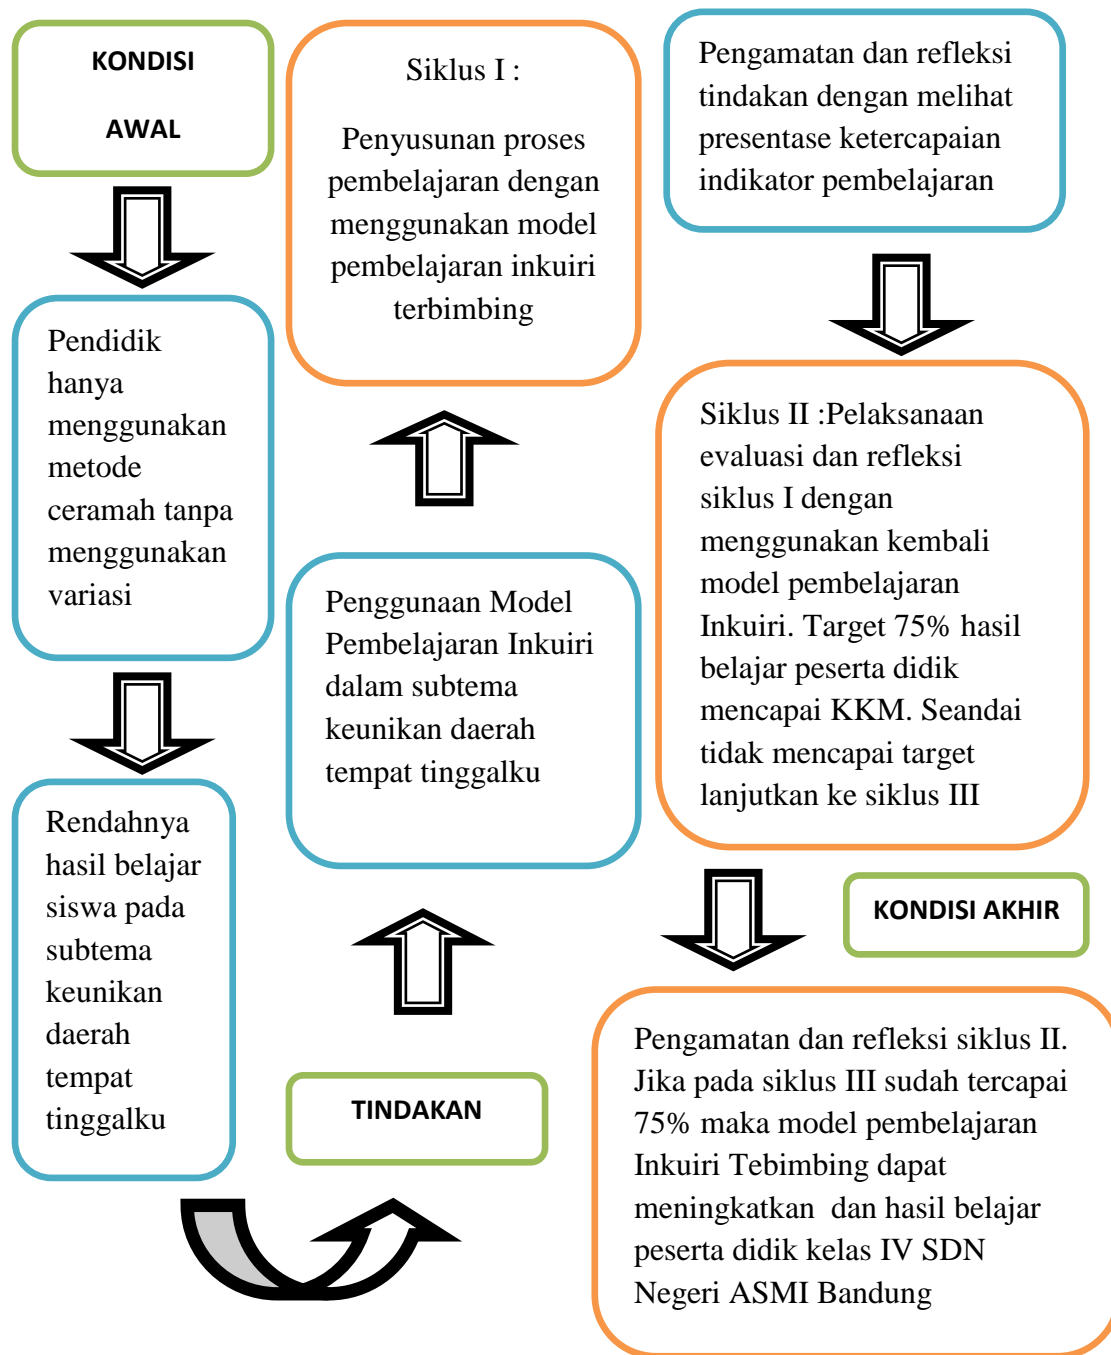 KONDISI
AWAL
Pendidik
hanya
menggunakan
metode
ceramah tanpa
menggunakan
variasi
Rendahnya
hasil belajar
siswa pada
subtema
keunikan
daerah
tempat
tinggalku
TINDAKAN
Penggunaan Model
Pembelajaran Inkuiri
dalam subtema
keunikan daerah
tempat tinggalku
Siklus I :
Penyusunan proses
pembelajaran dengan
menggunakan model
pembelajaran inkuiri
terbimbing
Pengamatan dan refleksi
tindakan dengan melihat
presentase ketercapaian
indikator pembelajaran
Siklus II :Pelaksanaan
evaluasi dan refleksi
siklus I dengan
menggunakan kembali
model pembelajaran
Inkuiri. Target 75% hasil
belajar peserta didik
mencapai KKM. Seandai
tidak mencapai target
lanjutkan ke siklus III
KONDISI AKHIR
Pengamatan dan refleksi siklus II.
Jika pada siklus III sudah tercapai
75% maka model pembelajaran
Inkuiri Tebimbing dapat
meningkatkan  dan hasil belajar
peserta didik kelas IV SDN
Negeri ASMI Bandung